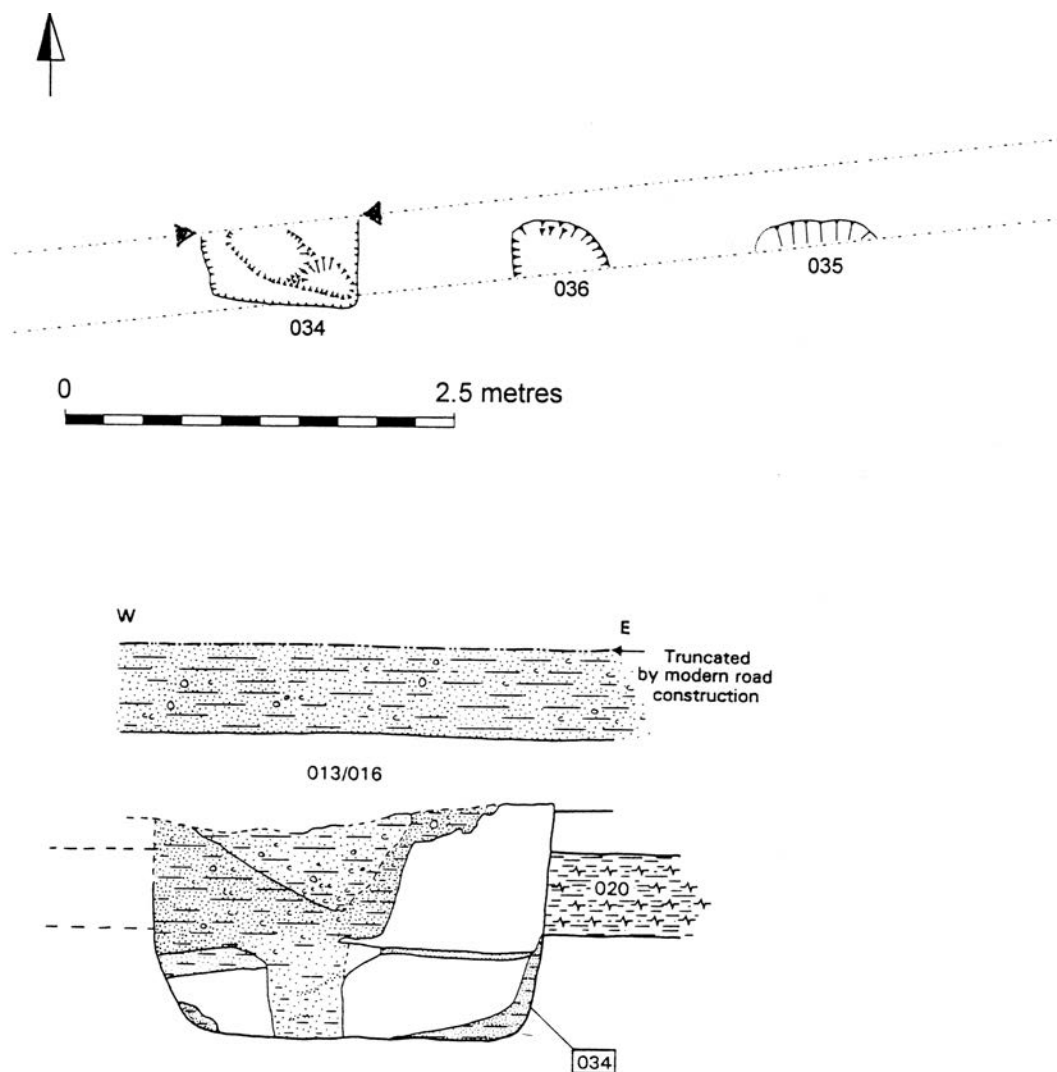 034
036
035
0 2.5 metres
W
E
Truncated
by modern road
construction
013/016
020
034